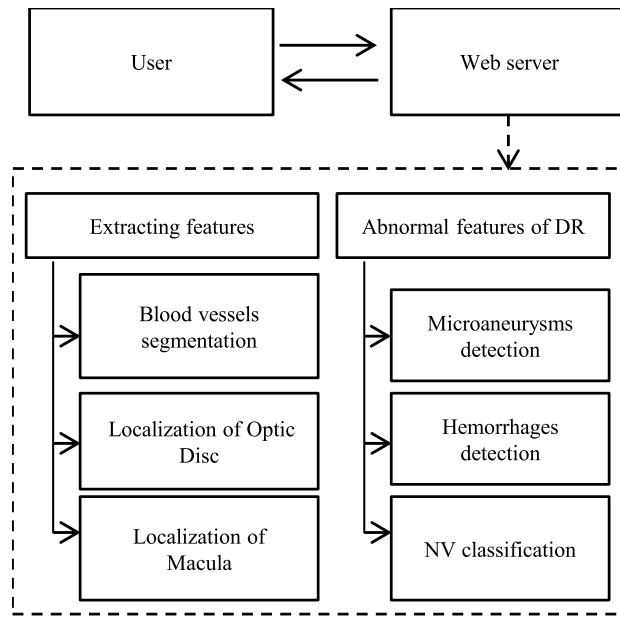 User
Web server
Extracting features
Abnormal features of DR
Blood vessels
segmentation
Microaneurysms
detection
Localization of Optic
Disc
Hemorrhages
detection
Localization of
Macula
NV classification